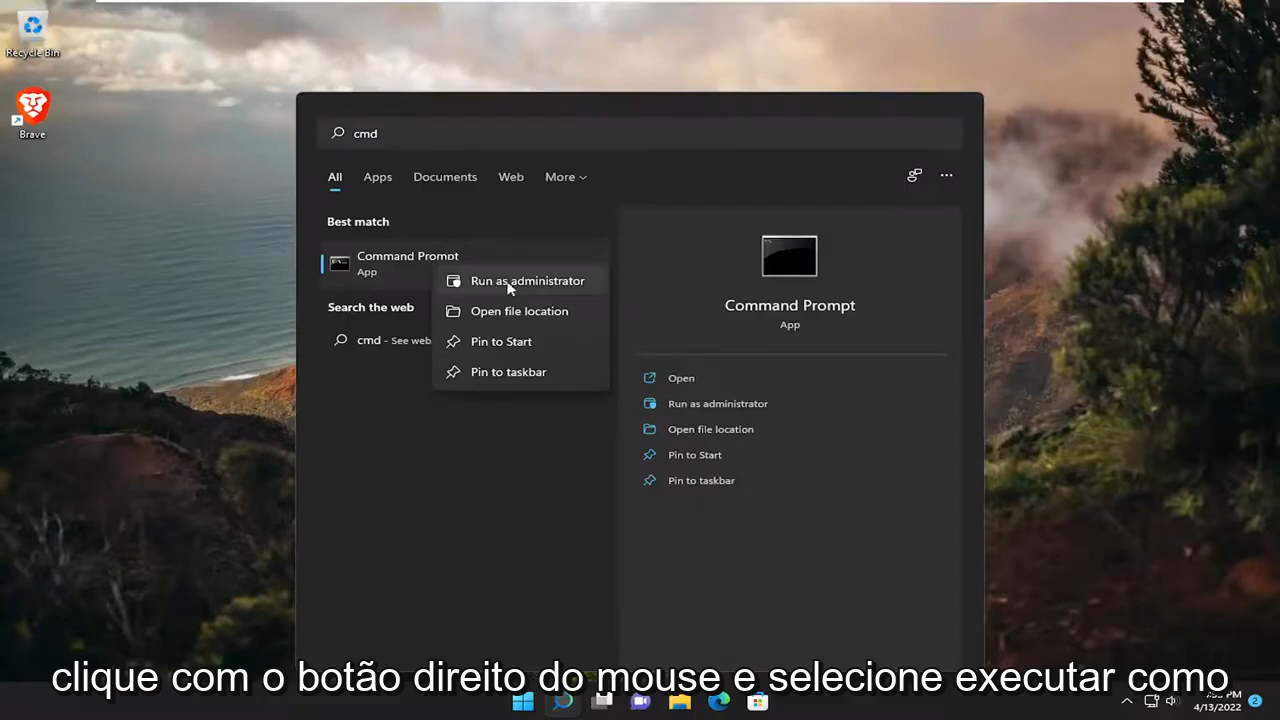 Recycle Bin
Brave
cmd
All Apps Documents Web More
Best match
Command Prompt
App
Search the web
cmd - See web
Run as administrator
Open file location
Pin to Start
Pin to taskbar
Command Prompt
App
Open
Run as administrator
Open file location
Pin to Start
Pin to taskbar
clique com o botão direito do mouse e selecione executar como
4/13/2022
2